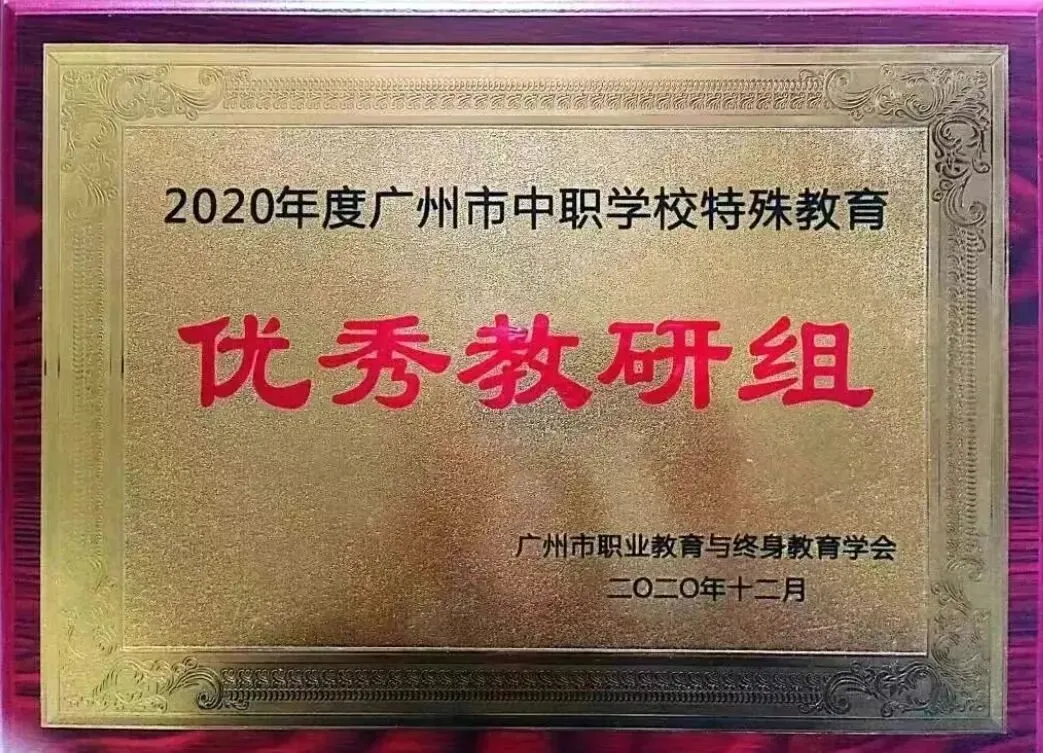 2020年度广州市中职学校特殊教育
优秀教研组
广州市职业教育与终身教育学会
二〇二〇年十二月